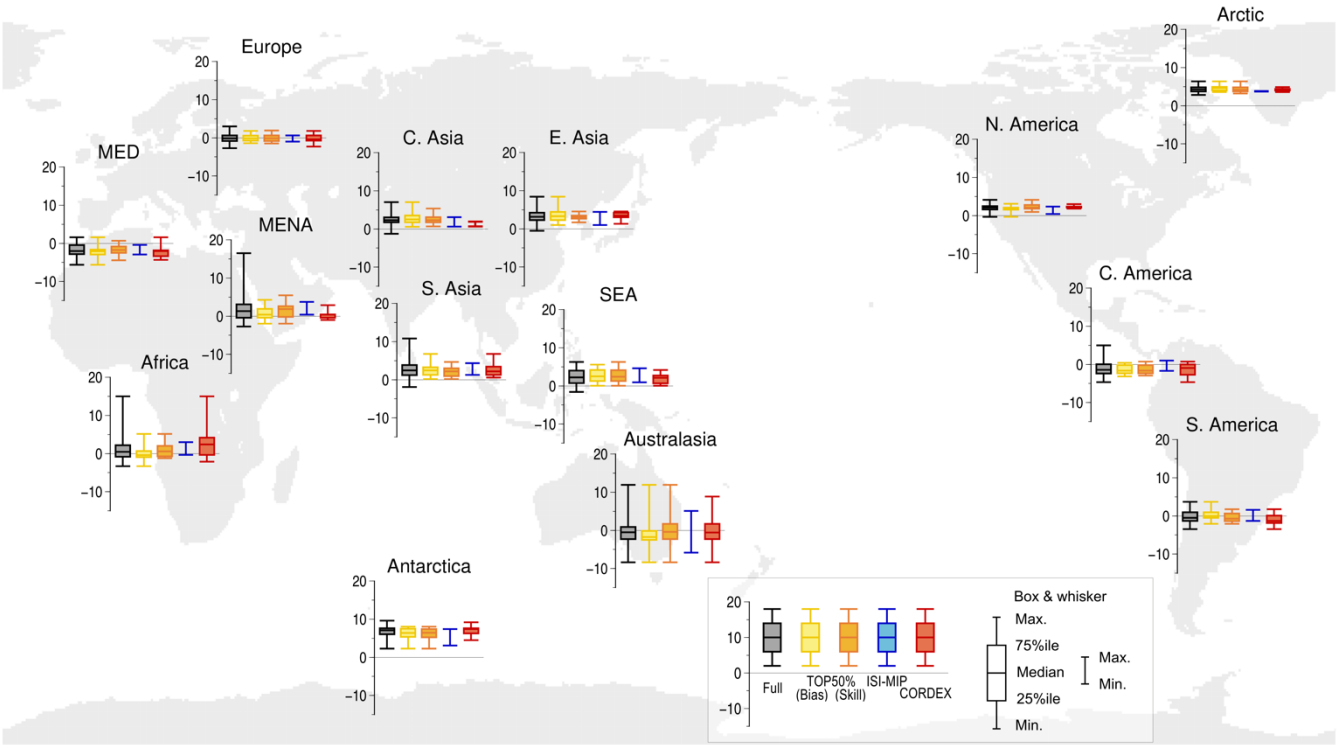 Arctic
20
10
0
−10
Europe
20
10
0
−10
N. America
20
10
0
−10
C. Asia
20
10
0
−10
E. Asia
20
10
0
−10
MED
20
10
0
−10
MENA
20
10
0
−10
C. America
20
10
0
−10
S. Asia
20
10
0
−10
SEA
20
10
0
−10
Africa
20
10
0
−10
S. America
20
10
0
−10
Australasia
20
10
0
−10
Antarctica
20
10
0
−10
20
10
0
−10
Full
TOP50%
(Bias) (Skill)
ISI-MIP
CORDEX
Box & whisker
Max.
75%ile
Median
25%ile
Min.
Max.
Min.